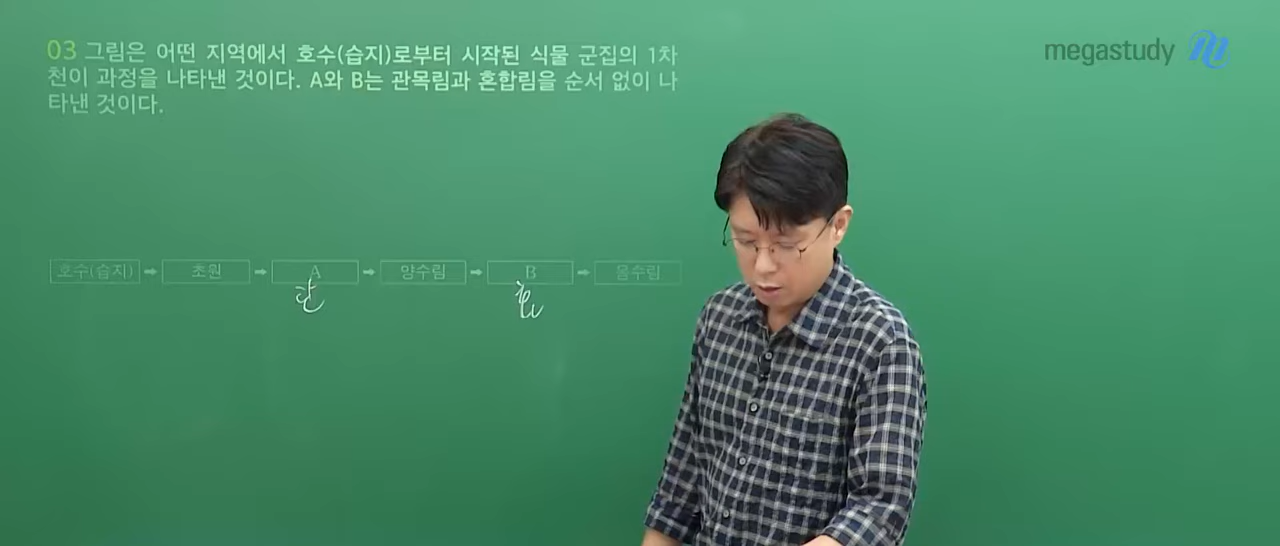 megastudy
03 그림은 어떤 지역에서 호수(습지)로부터 시작된 식물 군집의 1차
천이 과정을 나타낸 것이다. A와 B는 관목림과 혼합림을 순서 없이 나
타낸 것이다.
호수(습지) 초원 A 양수림 B 음수림
관 혼